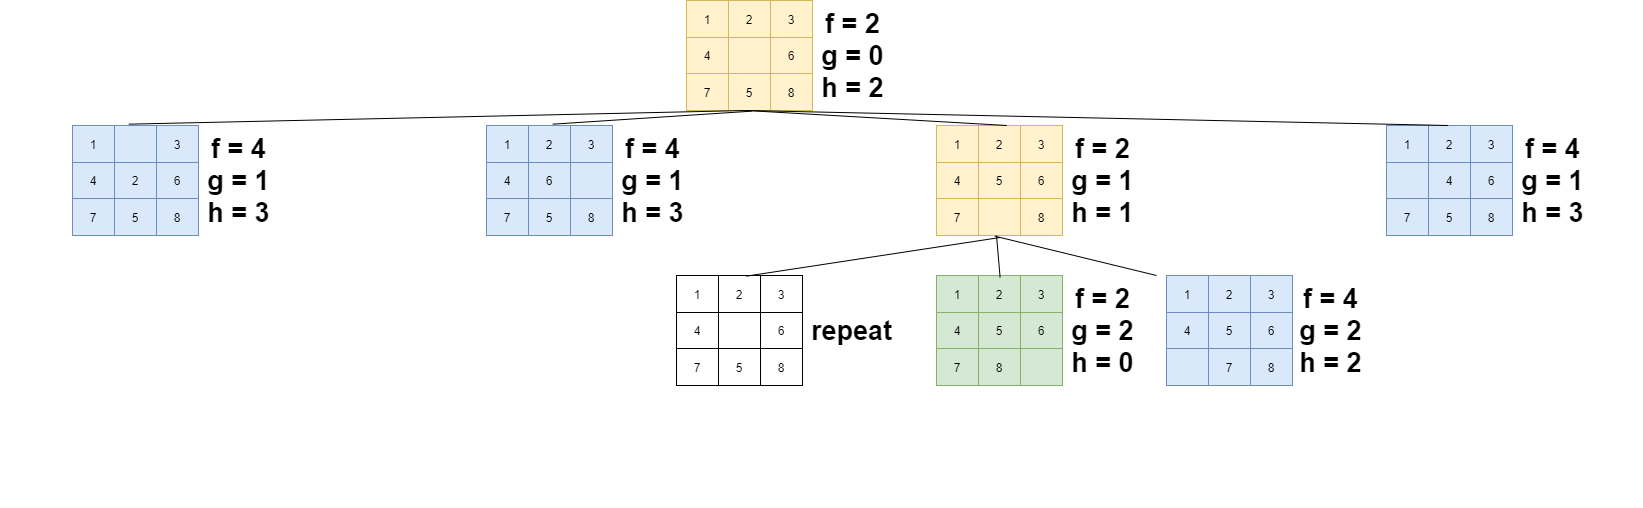 1 2 3
4 6
7 5 8
f = 2
g = 0
h = 2
1 3
4 2 6
7 5 8
f = 4
g = 1
h = 3
1 2 3
4 6
7 5 8
f = 4
g = 1
h = 3
1 2 3
4 5 6
7 8
f = 2
g = 1
h = 1
1 2 3
4 6
7 5 8
f = 4
g = 1
h = 3
1 2 3
4 6
7 5 8
repeat
1 2 3
4 5 6
7 8
f = 2
g = 2
h = 0
1 2 3
4 5 6
7 8
f = 4
g = 2
h = 2